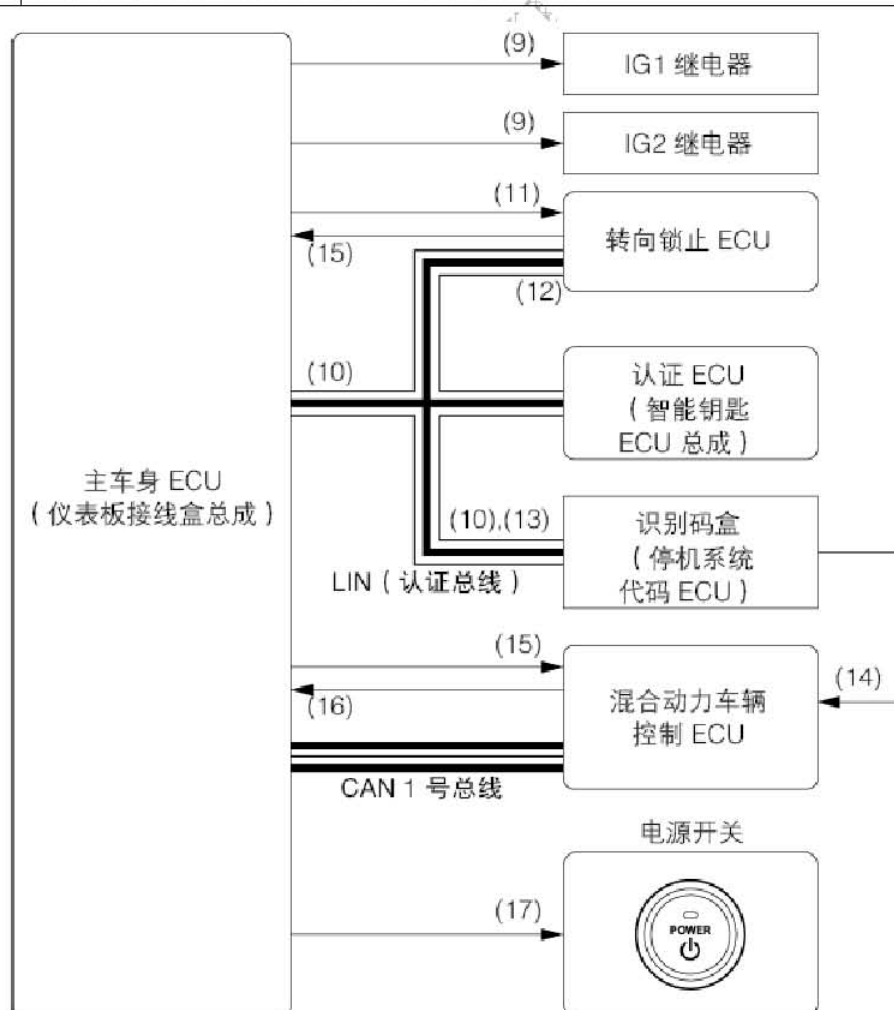 (9)
IG1 继电器
(9)
IG2 继电器
(11)
转向锁止 ECU
(15)
(12)
(10)
认证 ECU
（智能钥匙
ECU 总成）
主车身 ECU
（仪表板接线盒总成）
(10),(13)
识别码盒
（停机系统
代码 ECU）
LIN（认证总线）
(15)
(14)
(16)
混合动力车辆
控制 ECU
CAN 1 号总线
电源开关
(17)
POWER